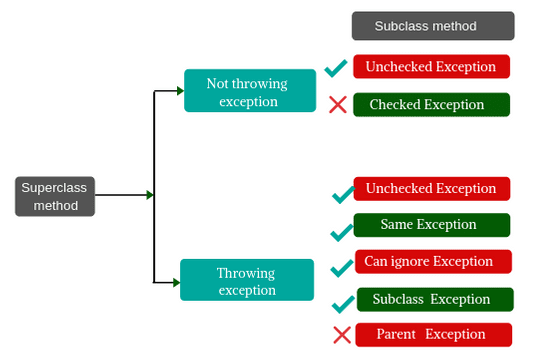 Subclass method
Unchecked Exception
Not throwing
exception
Checked Exception
Superclass
method
Unchecked Exception
Same Exception
Can ignore Exception
Throwing
exception
Subclass Exception
Parent Exception